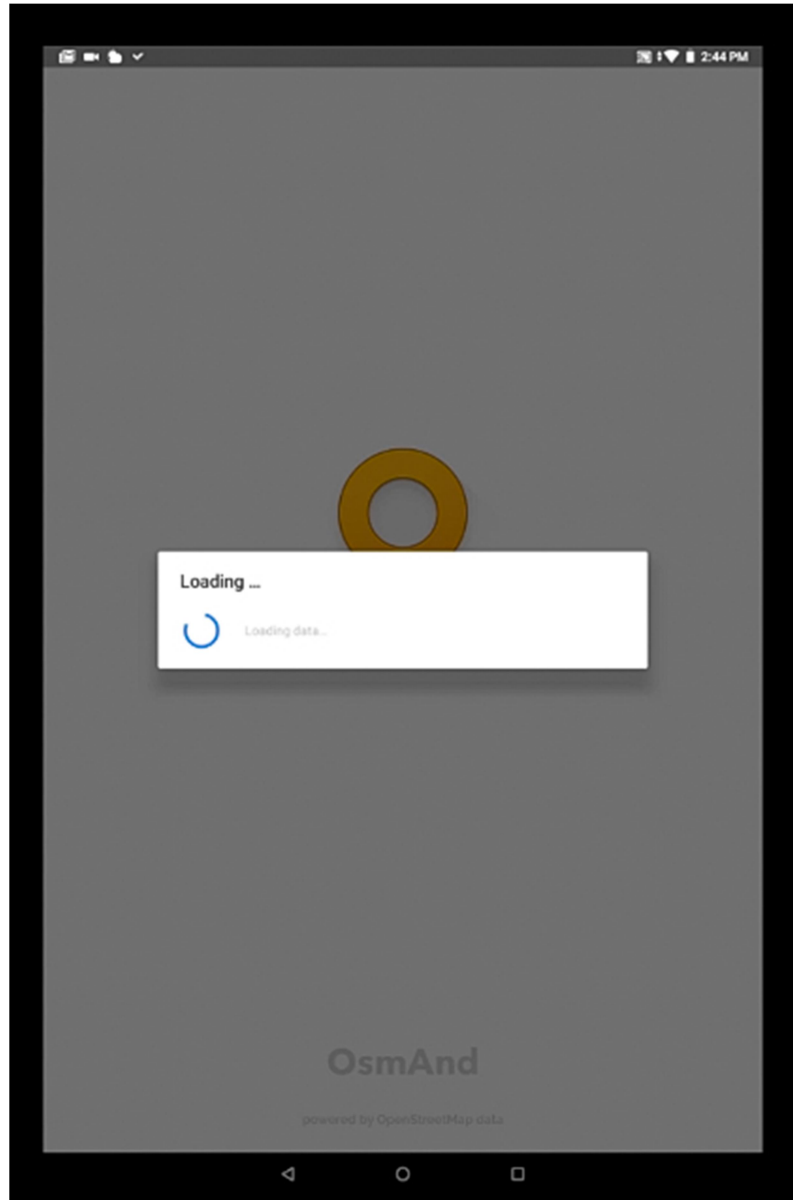 2:44 PM
Loading ...
Loading data...
OsmAnd
powered by OpenStreetMap data